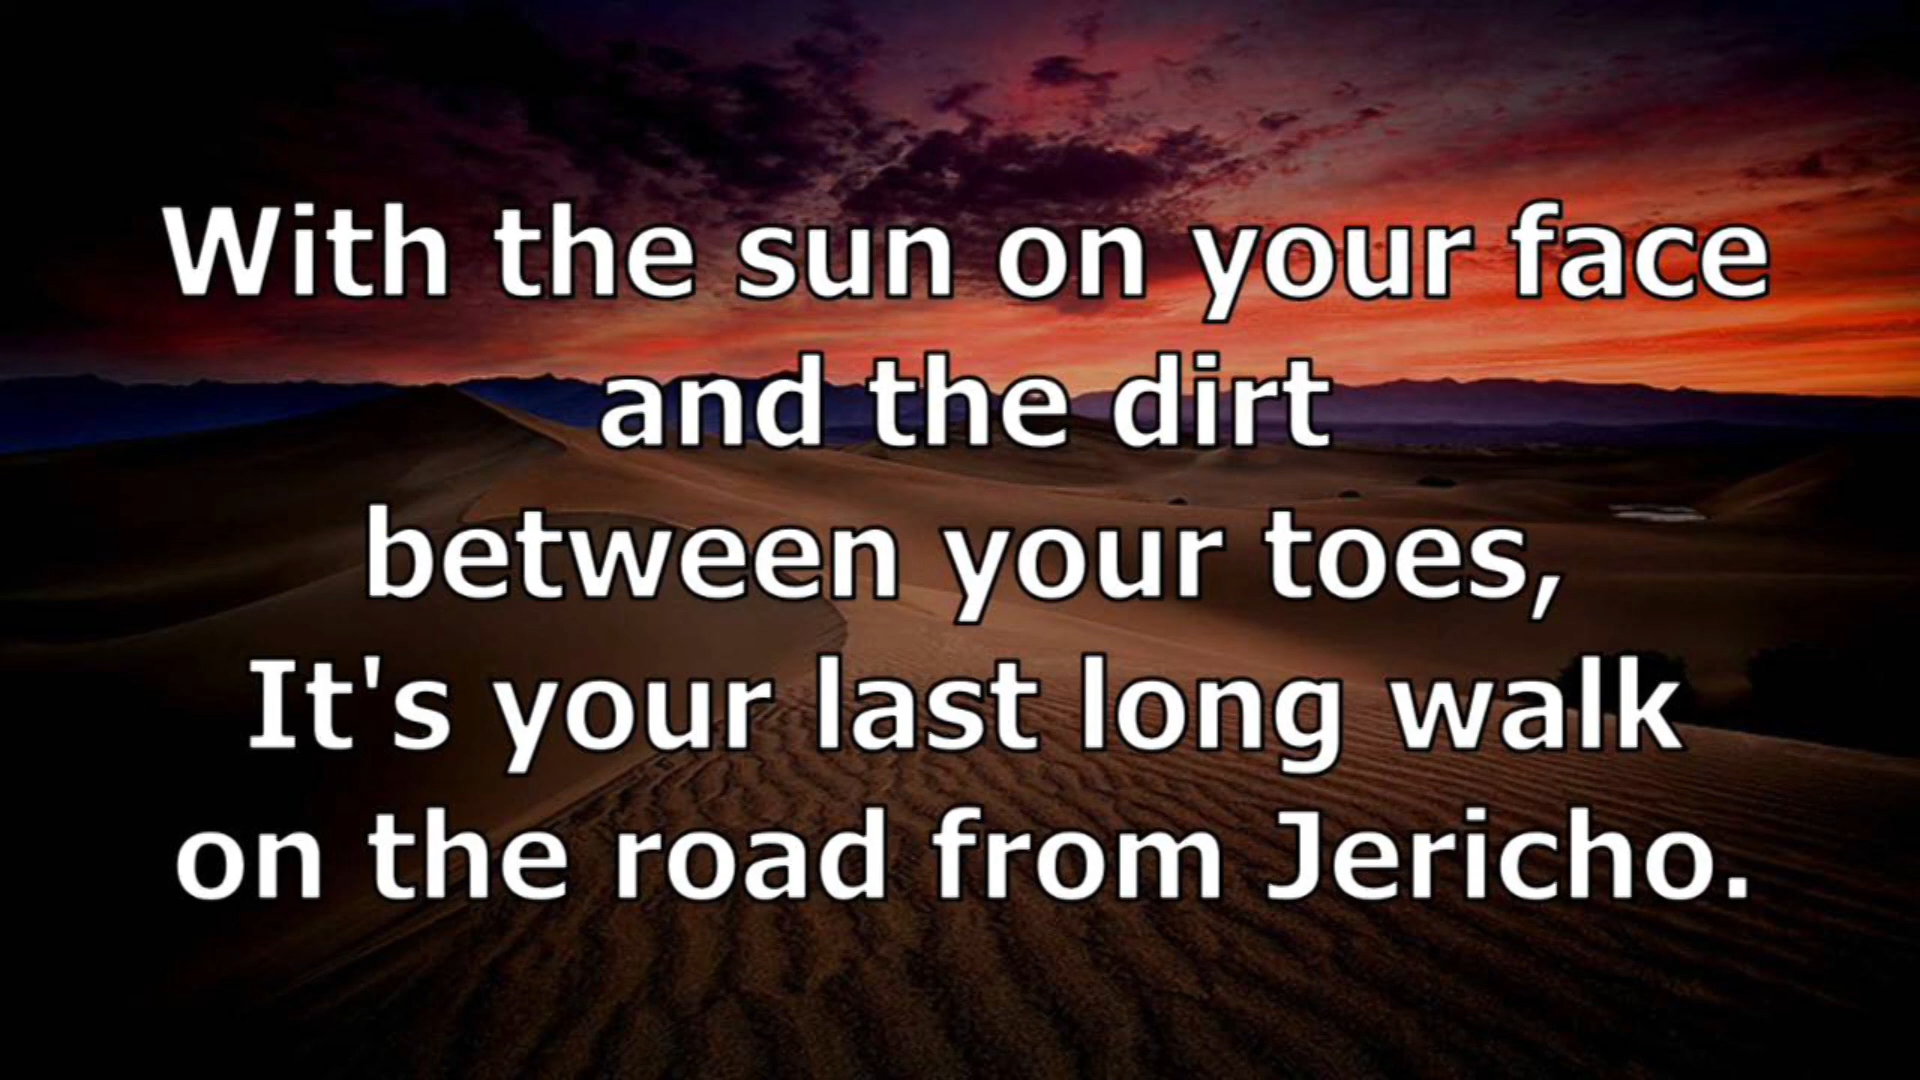 With the sun on your face
and the dirt
between your toes,
It's your last long walk
on the road from Jericho.